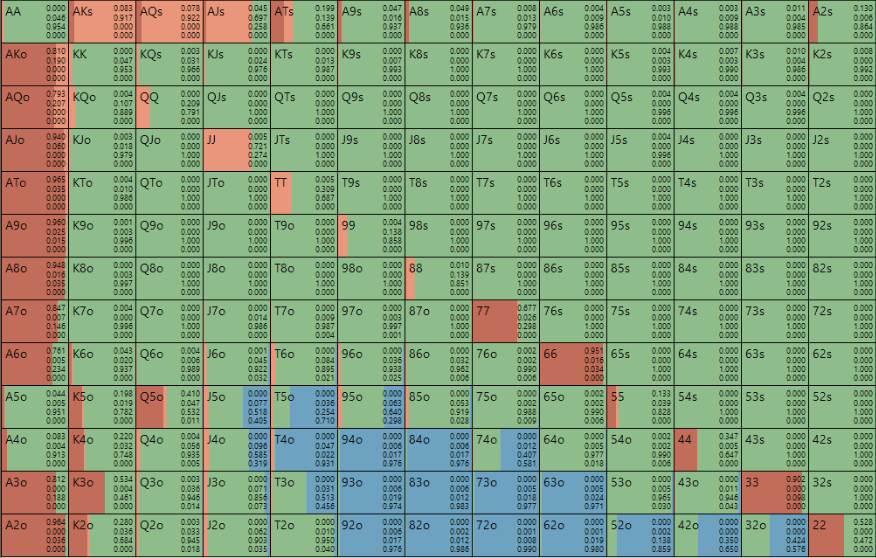 AA 0.000 AKs 0.083 AQs 0.078 AJs 0.045 ATs 0.199 A9s 0.047 A8s 0.049 A7s 0.008 A6s 0.004 A5s 0.003 A4s 0.003 A3s 0.011 A2s 0.130
0.046 0.917 0.922 0.697 0.139 0.016 0.015 0.013 0.009 0.010 0.009 0.004 0.006
0.954 0.000 0.000 0.258 0.661 0.937 0.936 0.979 0.986 0.988 0.988 0.985 0.864
0.000 0.000 0.000 0.000 0.000 0.000 0.000 0.000 0.000 0.000 0.000 0.000 0.000
AKo 0.810 KK 0.000 KQs 0.003 KJs 0.000 KTs 0.000 K9s 0.000 K8s 0.000 K7s 0.000 K6s 0.000 K5s 0.004 K4s 0.007 K3s 0.010 K2s 0.008
0.190 0.047 0.031 0.024 0.013 0.007 0.000 0.000 0.000 0.003 0.003 0.004 0.000
0.000 0.953 0.966 0.976 0.987 0.993 1.000 1.000 1.000 0.993 0.990 0.986 0.992
0.000 0.000 0.000 0.000 0.000 0.000 0.000 0.000 0.000 0.000 0.000 0.000 0.000
AQo 0.793 KQo 0.004 QQ 0.000 QJs 0.000 QTs 0.000 Q9s 0.000 Q8s 0.000 Q7s 0.000 Q6s 0.000 Q5s 0.004 Q4s 0.004 Q3s 0.004 Q2s 0.000
0.207 0.107 0.209 0.000 0.000 0.000 0.000 0.000 0.000 0.000 0.000 0.000 0.000
0.000 0.889 0.791 1.000 1.000 1.000 1.000 1.000 1.000 0.996 0.996 0.996 1.000
0.000 0.000 0.000 0.000 0.000 0.000 0.000 0.000 0.000 0.000 0.000 0.000 0.000
AJo 0.940 KJo 0.003 QJo 0.000 JJ 0.005 JTs 0.000 J9s 0.000 J8s 0.000 J7s 0.000 J6s 0.000 J5s 0.004 J4s 0.000 J3s 0.000 J2s 0.000
0.060 0.018 0.000 0.721 0.000 0.000 0.000 0.000 0.000 0.000 0.000 0.000 0.000
0.000 0.979 1.000 0.274 1.000 1.000 1.000 1.000 1.000 0.996 1.000 1.000 1.000
0.000 0.000 0.000 0.000 0.000 0.000 0.000 0.000 0.000 0.000 0.000 0.000 0.000
ATo 0.965 KTo 0.004 QTo 0.000 JTo 0.000 TT 0.005 T9s 0.000 T8s 0.000 T7s 0.000 T6s 0.000 T5s 0.000 T4s 0.000 T3s 0.000 T2s 0.000
0.035 0.010 0.000 0.000 0.309 0.000 0.000 0.000 0.000 0.000 0.000 0.000 0.000
0.000 0.986 1.000 1.000 0.687 1.000 1.000 1.000 1.000 1.000 1.000 1.000 1.000
0.000 0.000 0.000 0.000 0.000 0.000 0.000 0.000 0.000 0.000 0.000 0.000 0.000
A9o 0.960 K9o 0.001 Q9o 0.000 J9o 0.000 T9o 0.000 99 0.004 98s 0.000 97s 0.000 96s 0.000 95s 0.000 94s 0.000 93s 0.000 92s 0.000
0.025 0.003 0.000 0.000 0.000 0.138 0.000 0.000 0.000 0.000 0.000 0.000 0.000
0.015 0.996 1.000 1.000 1.000 0.858 1.000 1.000 1.000 1.000 1.000 1.000 1.000
0.000 0.000 0.000 0.000 0.000 0.000 0.000 0.000 0.000 0.000 0.000 0.000 0.000
A8o 0.948 K8o 0.000 Q8o 0.000 J8o 0.000 T8o 0.000 98o 0.000 88 0.010 87s 0.000 86s 0.000 85s 0.000 84s 0.000 83s 0.000 82s 0.000
0.016 0.003 0.000 0.000 0.000 0.000 0.139 0.000 0.000 0.000 0.000 0.000 0.000
0.035 0.997 1.000 1.000 1.000 1.000 0.851 1.000 1.000 1.000 1.000 1.000 1.000
0.000 0.000 0.000 0.000 0.000 0.000 0.000 0.000 0.000 0.000 0.000 0.000 0.000
A7o 0.847 K7o 0.000 Q7o 0.000 J7o 0.000 T7o 0.000 97o 0.000 87o 0.000 77 0.677 76s 0.000 75s 0.000 74s 0.000 73s 0.000 72s 0.000
0.007 0.004 0.000 0.014 0.009 0.003 0.000 0.026 0.000 0.000 0.000 0.000 0.000
0.146 0.996 1.000 0.986 0.987 0.997 1.000 0.298 1.000 1.000 1.000 1.000 1.000
0.000 0.000 0.000 0.000 0.004 0.001 0.000 0.000 0.000 0.000 0.000 0.000 0.000
A6o 0.761 K6o 0.043 Q6o 0.004 J6o 0.001 T6o 0.000 96o 0.000 86o 0.000 76o 0.002 66 0.951 65s 0.000 64s 0.000 63s 0.000 62s 0.000
0.005 0.020 0.006 0.045 0.084 0.036 0.032 0.002 0.016 0.000 0.000 0.000 0.000
0.234 0.937 0.989 0.922 0.895 0.938 0.962 0.990 0.034 1.000 1.000 1.000 1.000
0.000 0.000 0.000 0.032 0.021 0.025 0.006 0.006 0.000 0.000 0.000 0.000 0.000
A5o 0.044 K5o 0.198 Q5o 0.410 J5o 0.000 T5o 0.000 95o 0.000 85o 0.000 75o 0.000 65o 0.000 55 0.133 54s 0.000 53s 0.000 52s 0.000
0.005 0.019 0.047 0.077 0.036 0.063 0.053 0.002 0.002 0.039 0.000 0.000 0.000
0.951 0.782 0.532 0.518 0.254 0.640 0.919 0.988 0.990 0.828 1.000 1.000 1.000
0.000 0.000 0.011 0.405 0.710 0.298 0.028 0.009 0.006 0.000 0.000 0.000 0.000
A4o 0.083 K4o 0.220 Q4o 0.004 J4o 0.000 T4o 0.000 94o 0.000 84o 0.000 74o 0.000 64o 0.000 54o 0.002 44 0.347 43s 0.000 42s 0.000
0.004 0.032 0.056 0.096 0.047 0.006 0.006 0.012 0.005 0.002 0.005 0.000 0.000
0.913 0.748 0.935 0.585 0.022 0.017 0.017 0.407 0.977 0.990 0.647 1.000 1.000
0.000 0.000 0.005 0.319 0.931 0.976 0.976 0.581 0.018 0.006 0.000 0.000 0.000
A3o 0.812 K3o 0.534 Q3o 0.003 J3o 0.000 T3o 0.000 93o 0.000 83o 0.000 73o 0.000 63o 0.000 53o 0.000 43o 0.000 33 0.902 32s 0.000
0.000 0.004 0.036 0.071 0.031 0.006 0.006 0.006 0.005 0.005 0.011 0.000 0.000
0.188 0.461 0.946 0.856 0.513 0.019 0.012 0.018 0.024 0.965 0.946 0.098 1.000
0.000 0.000 0.014 0.073 0.456 0.974 0.983 0.977 0.971 0.030 0.043 0.000 0.000
A2o 0.964 K2o 0.280 Q2o 0.003 J2o 0.000 T2o 0.000 92o 0.000 82o 0.000 72o 0.000 62o 0.000 52o 0.000 42o 0.000 32o 0.000 22 0.528
0.000 0.036 0.033 0.062 0.010 0.006 0.002 0.001 0.001 0.002 0.000 0.000 0.000
0.036 0.684 0.943 0.903 0.950 0.017 0.012 0.008 0.019 0.138 0.350 0.424 0.472
0.000 0.000 0.018 0.035 0.040 0.976 0.986 0.990 0.980 0.859 0.650 0.576 0.000